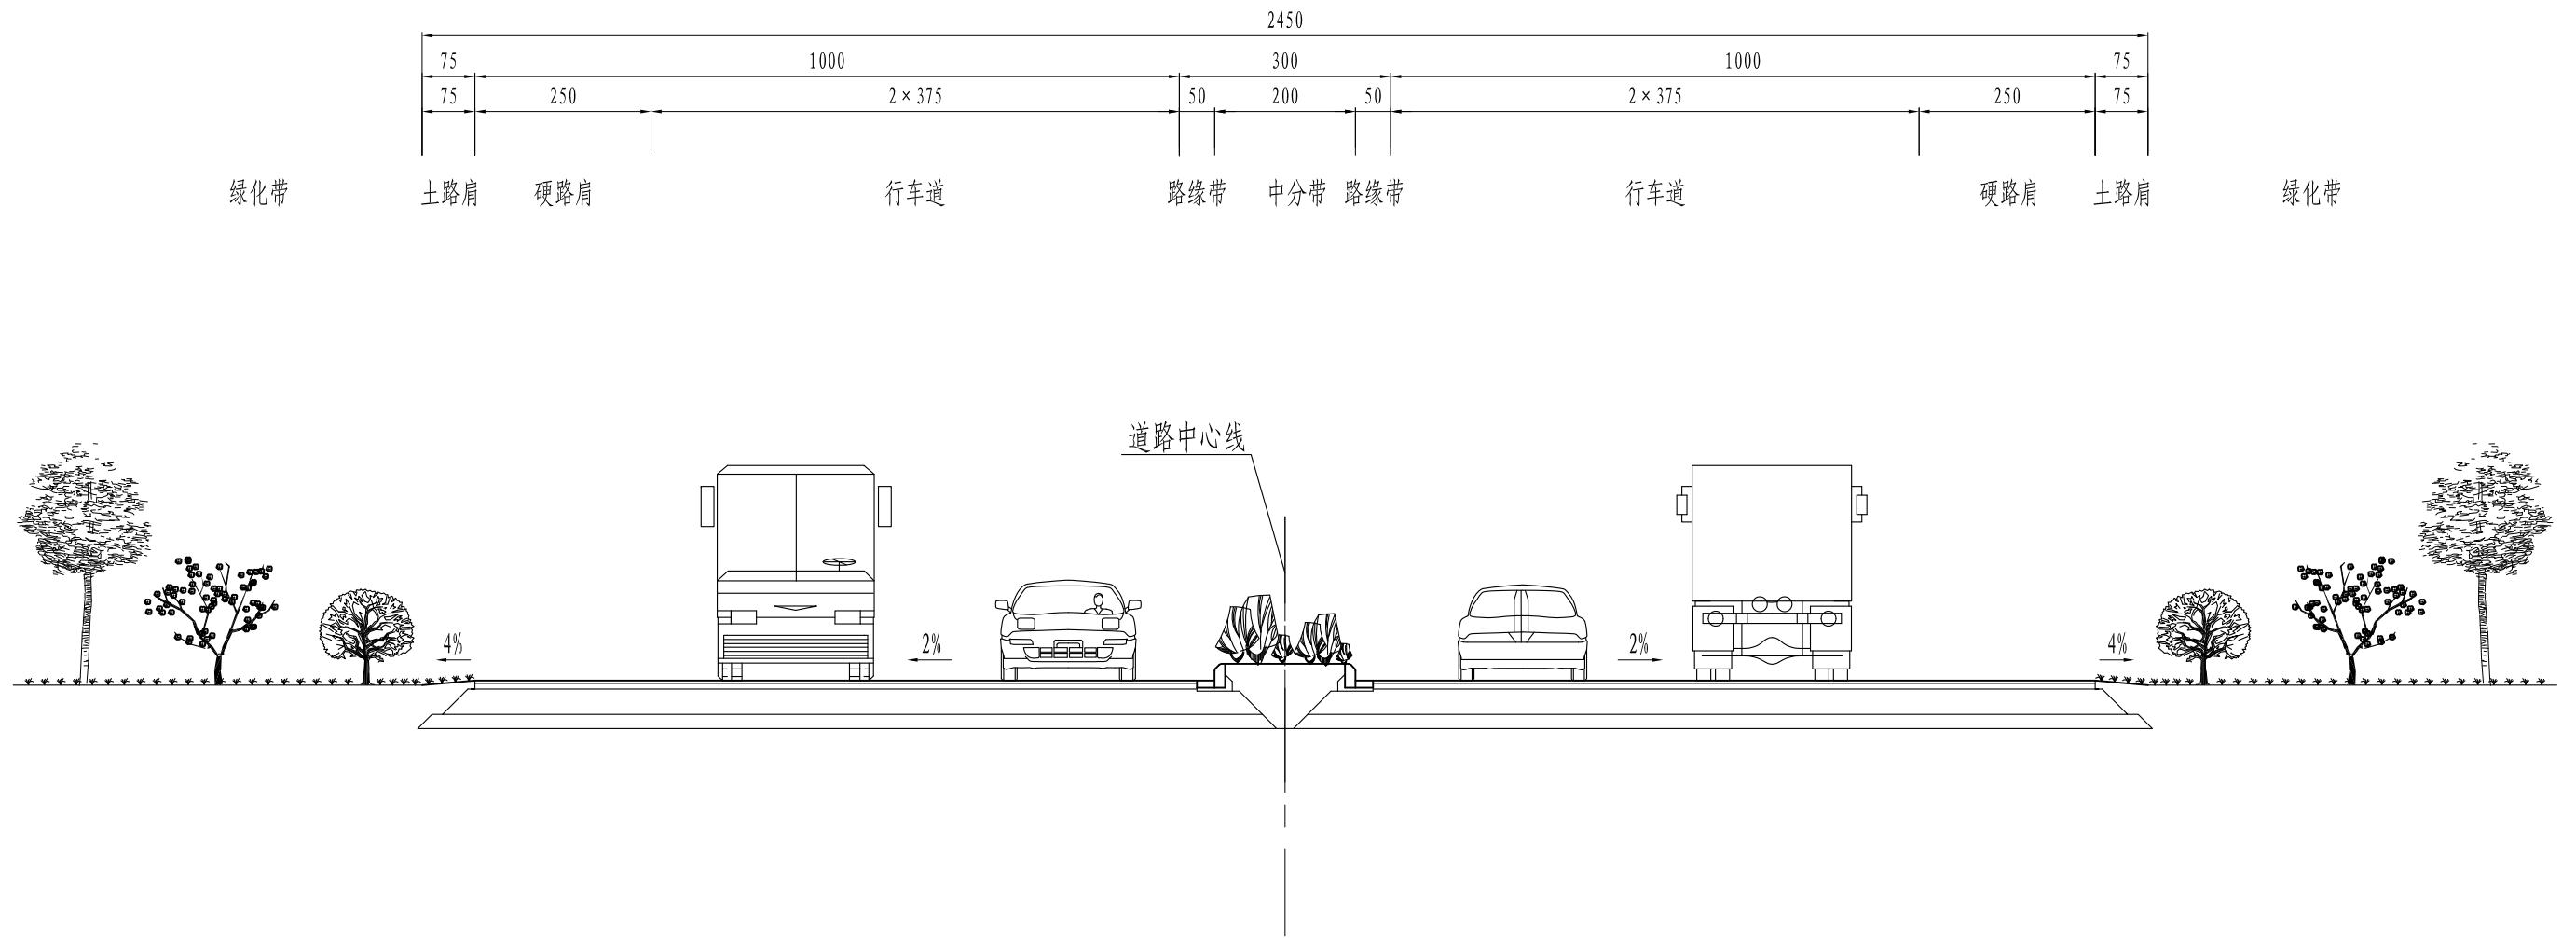 2450
75 1000 300 1000 75
75 250 2×375 50 200 50 2×375 250 75
绿化带 土路肩 硬路肩 行车道 路缘带 中分带 路缘带 行车道 硬路肩 土路肩 绿化带
道路中心线
4% 2% 2% 4%